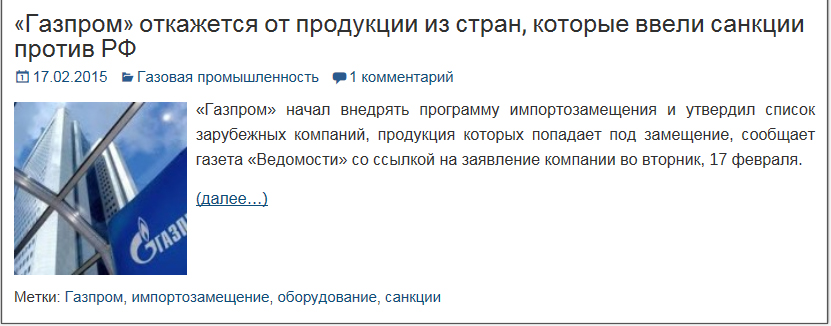 «Газпром» откажется от продукции из стран, которые ввели санкции
против РФ
17.02.2015 Газовая промышленность 1 комментарий
«Газпром» начал внедрять программу импортозамещения и утвердил список
зарубежных компаний, продукция которых попадает под замещение, сообщает
газета «Ведомости» со ссылкой на заявление компании во вторник, 17 февраля.
(далее…)
ГАЗП
Метки: Газпром, импортозамещение, оборудование, санкции